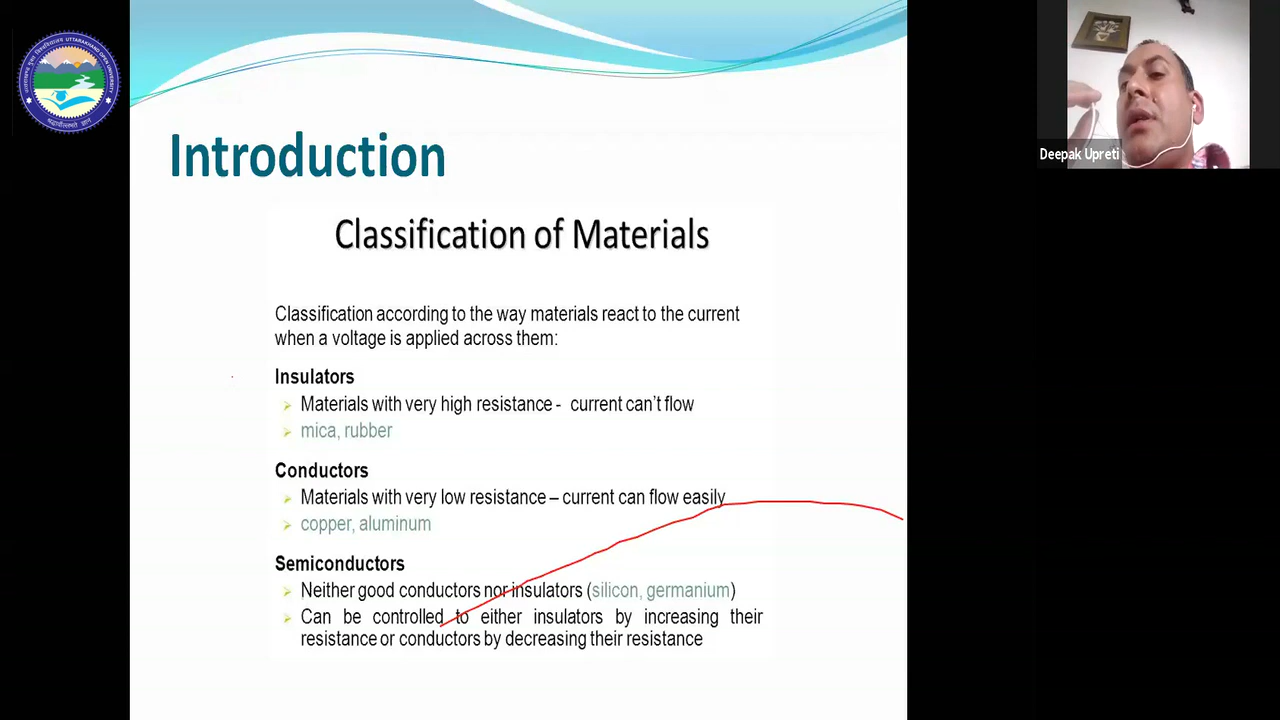 UTTARAKHAND OPEN UNIVERSITY
Introduction
Classification of Materials
Classification according to the way materials react to the current
when a voltage is applied across them:
Insulators
Materials with very high resistance - current can't flow
mica, rubber
Conductors
Materials with very low resistance – current can flow easily
copper, aluminum
Semiconductors
Neither good conductors nor insulators (silicon, germanium)
Can be controlled to either insulators by increasing their
resistance or conductors by decreasing their resistance
Deepak Upreti